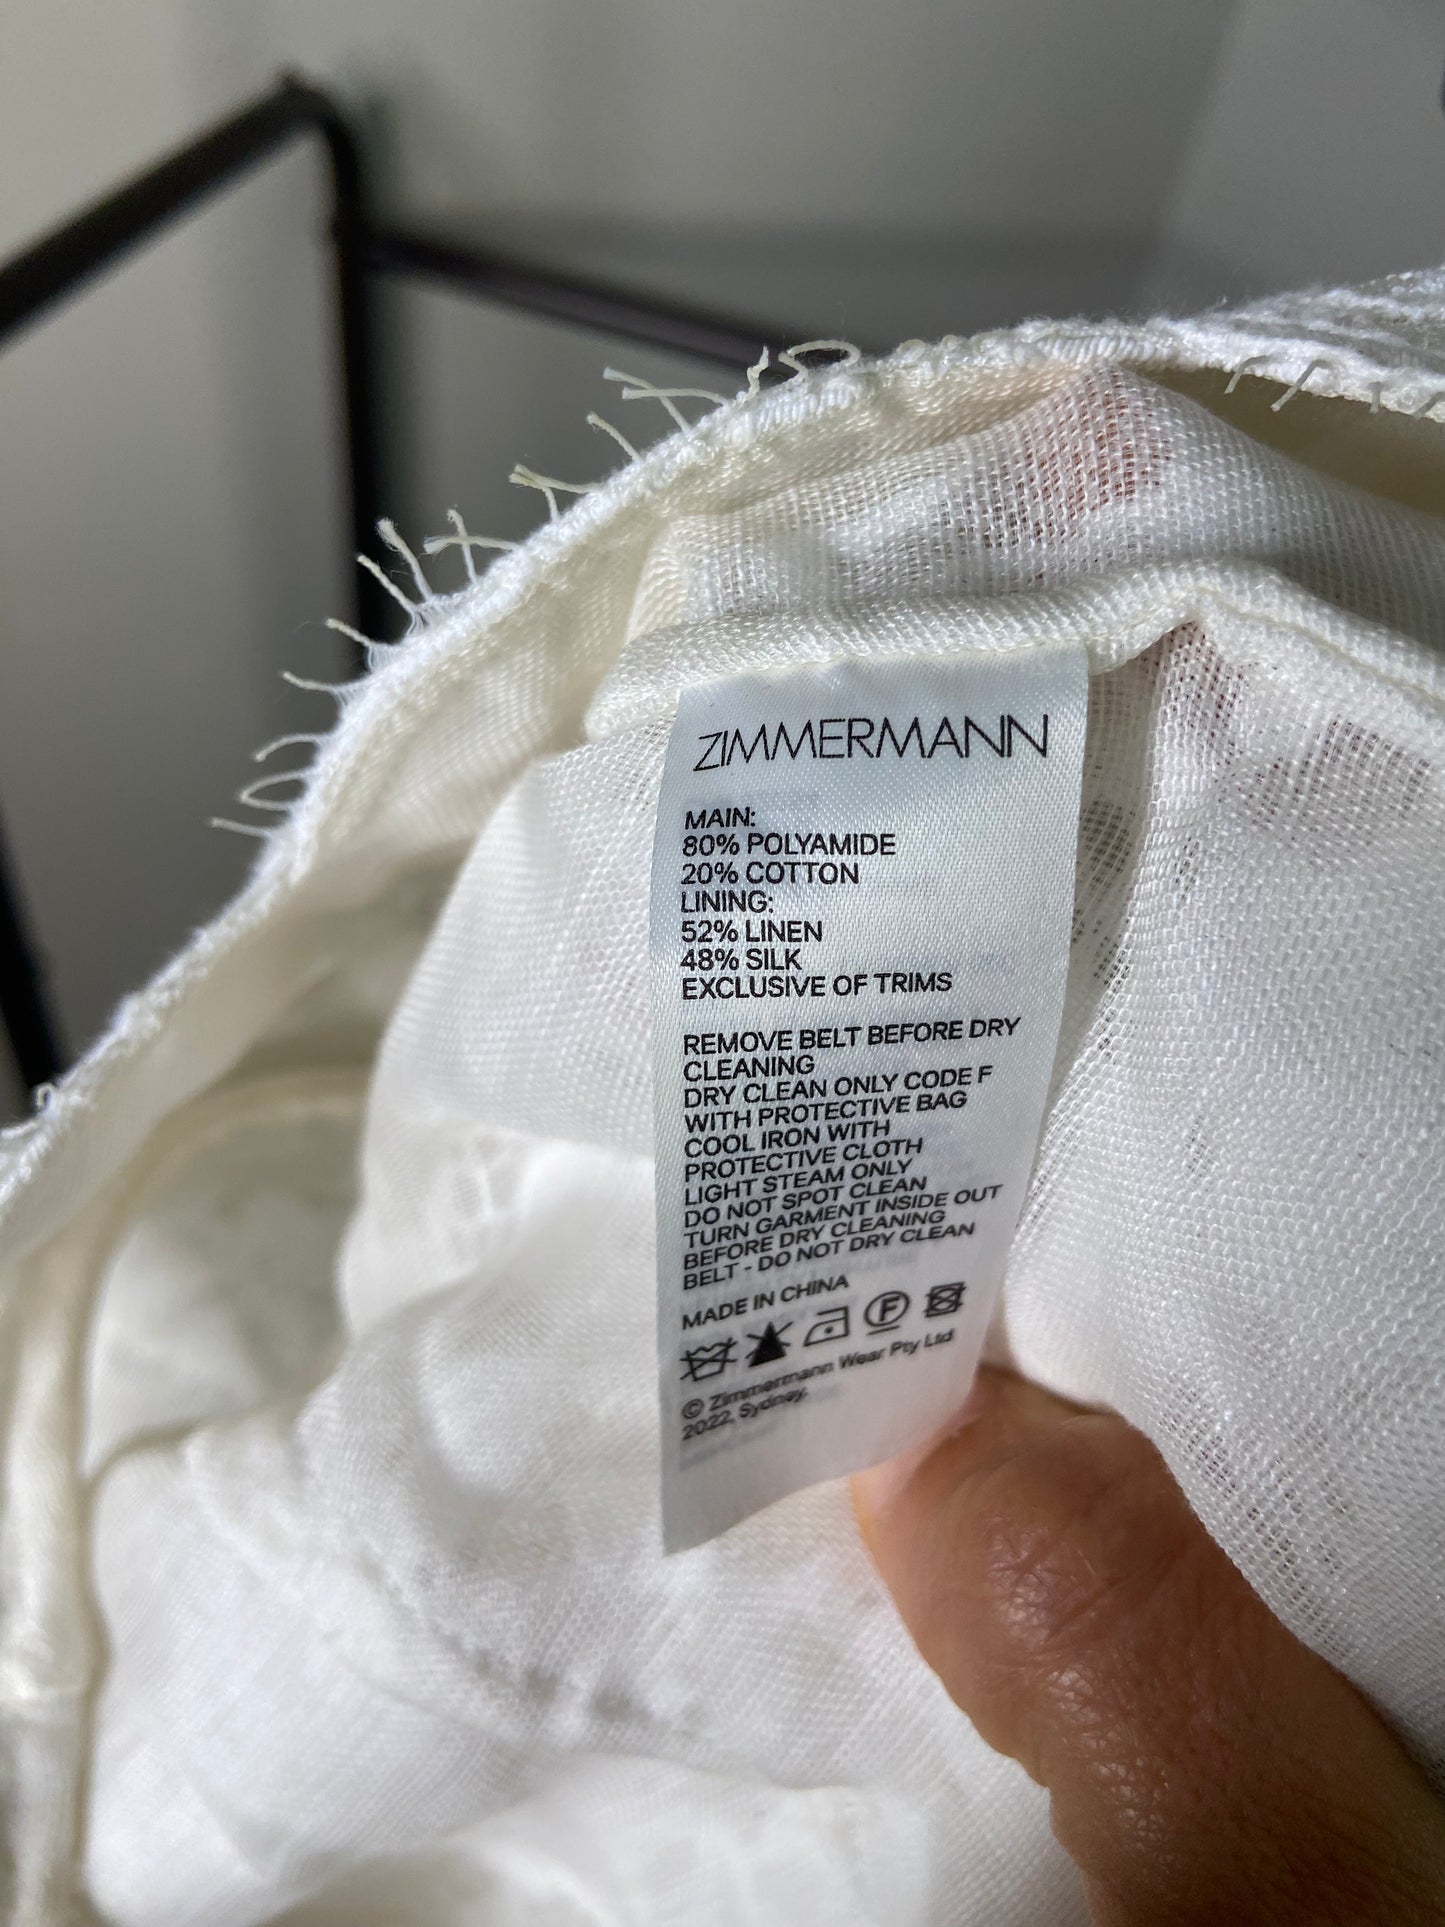 ZIMMERMANN
MAIN:
80% POLYAMIDE
20% COTTON
LINING:
52% LINEN
48% SILK
EXCLUSIVE OF TRIMS
REMOVE BELT BEFORE DRY
CLEANING
DRY CLEAN ONLY CODE F
WITH PROTECTIVE BAG
COOL IRON WITH
PROTECTIVE CLOTH
LIGHT STEAM ONLY
DO NOT SPOT CLEAN
TURN GARMENT INSIDE OUT
BEFORE DRY CLEANING
BELT - DO NOT DRY CLEAN
MADE IN CHINA
F
© Zimmermann Wear Pty Ltd
2022, Sydney.